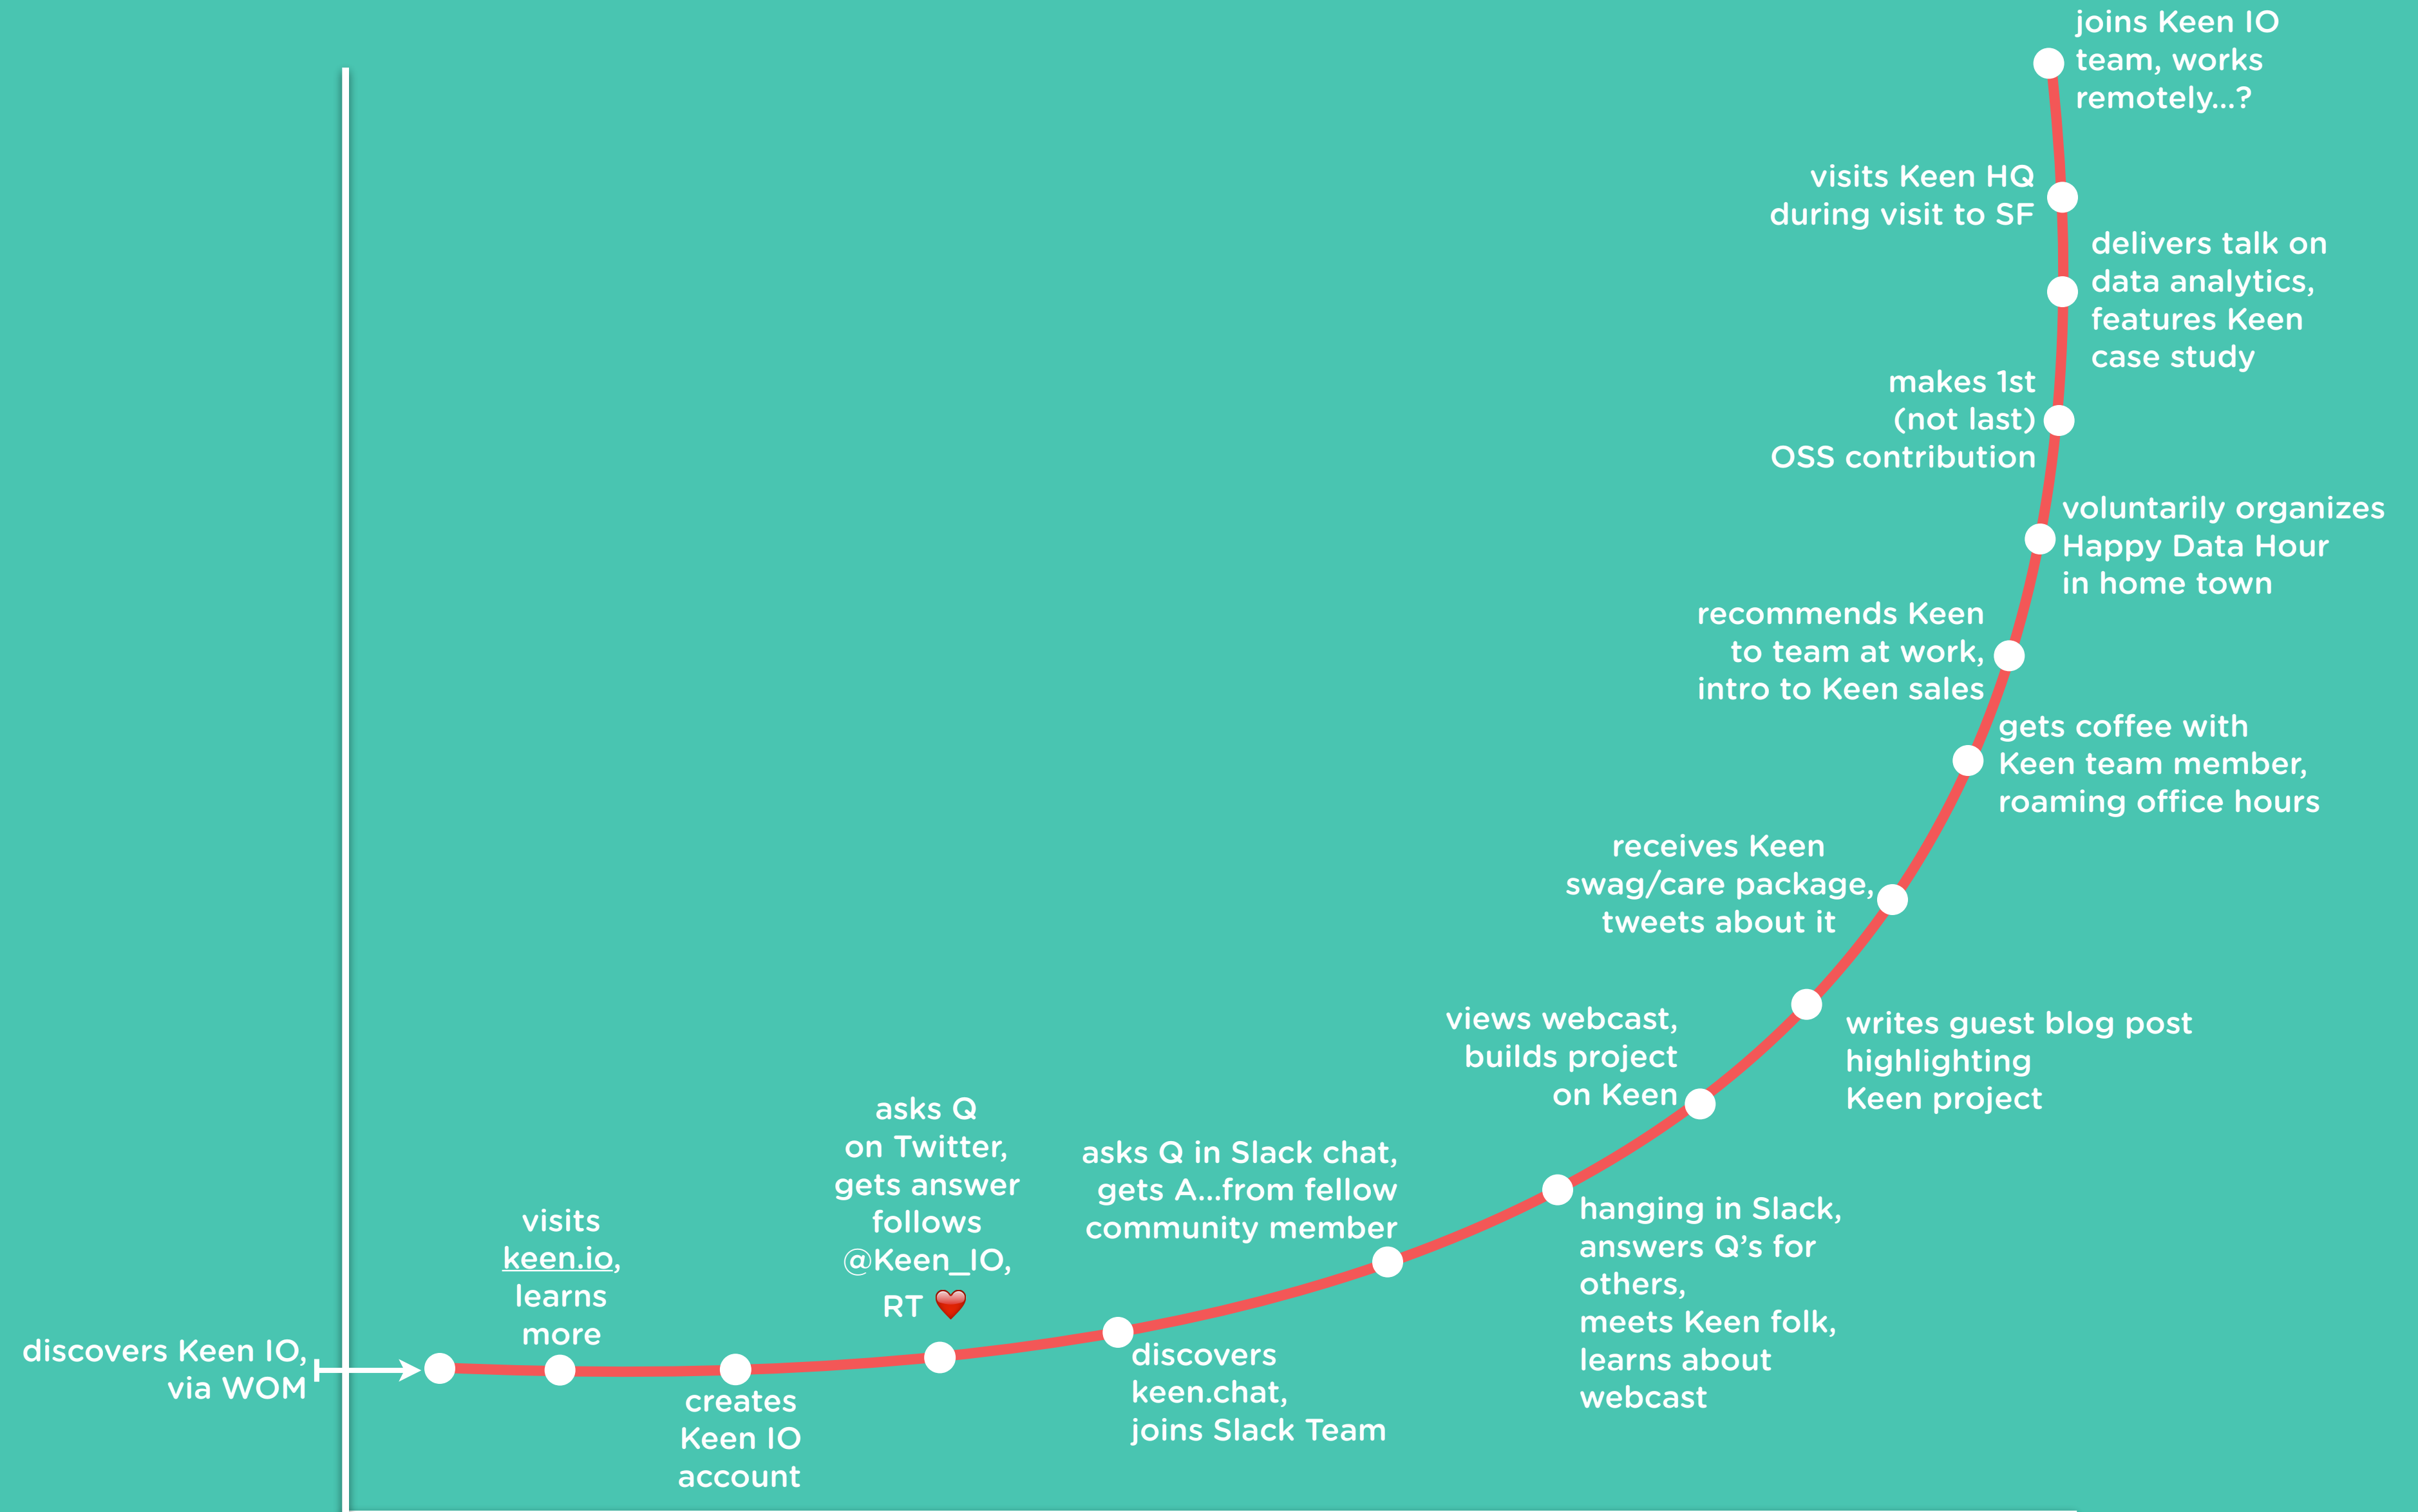 discovers Keen IO,
via WOM
visits
keen.io,
learns
more
creates
Keen IO
account
asks Q
on Twitter,
gets answer
follows
@Keen_IO,
RT ❤️
discovers
keen.chat,
joins Slack Team
asks Q in Slack chat,
gets A...from fellow
community member
hanging in Slack,
answers Q’s for
others,
meets Keen folk,
learns about
webcast
views webcast,
builds project
on Keen
writes guest blog post
highlighting
Keen project
receives Keen
swag/care package,
tweets about it
gets coffee with
Keen team member,
roaming office hours
recommends Keen
to team at work,
intro to Keen sales
voluntarily organizes
Happy Data Hour
in home town
makes 1st
(not last)
OSS contribution
delivers talk on
data analytics,
features Keen
case study
visits Keen HQ
during visit to SF
joins Keen IO
team, works
remotely...?